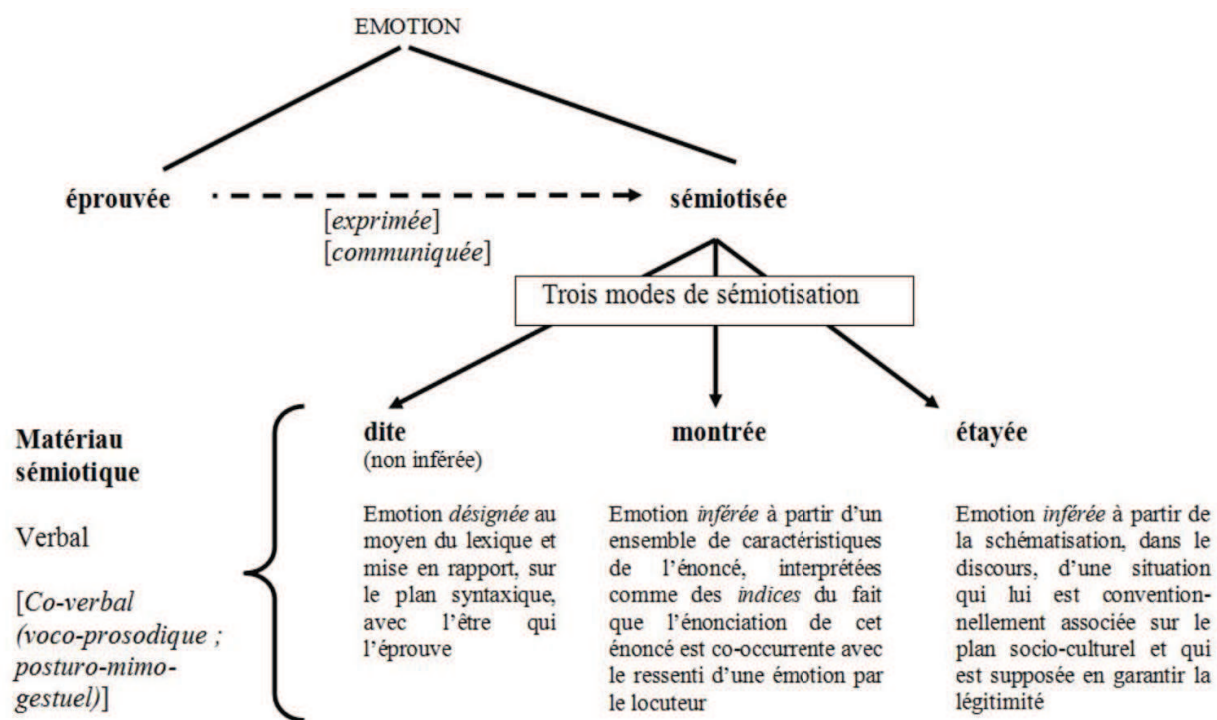 EMOTION
éprouvée
sémiotisée
[exprimée]
[communiquée]
Trois modes de sémiotisation
Matériau
sémiotique
Verbal
[Co-verbal
(voco-prosodique ;
posturo-mimo-
gestuel)]
dite
(non inférée)
Emotion désignée au
moyen du lexique et
mise en rapport, sur
le plan syntaxique,
avec l’être qui
l’éprouve
montrée
Emotion inférée à partir d’un
ensemble de caractéristiques
de l’énoncé, interprétées
comme des indices du fait
que l’énonciation de cet
énoncé est co-occurrente avec
le ressenti d’une émotion par
le locuteur
étayée
Emotion inférée à partir de
la schématisation, dans le
discours, d’une situation
qui lui est convention-
nellement associée sur le
plan socio-culturel et qui
est supposée en garantir la
légitimité